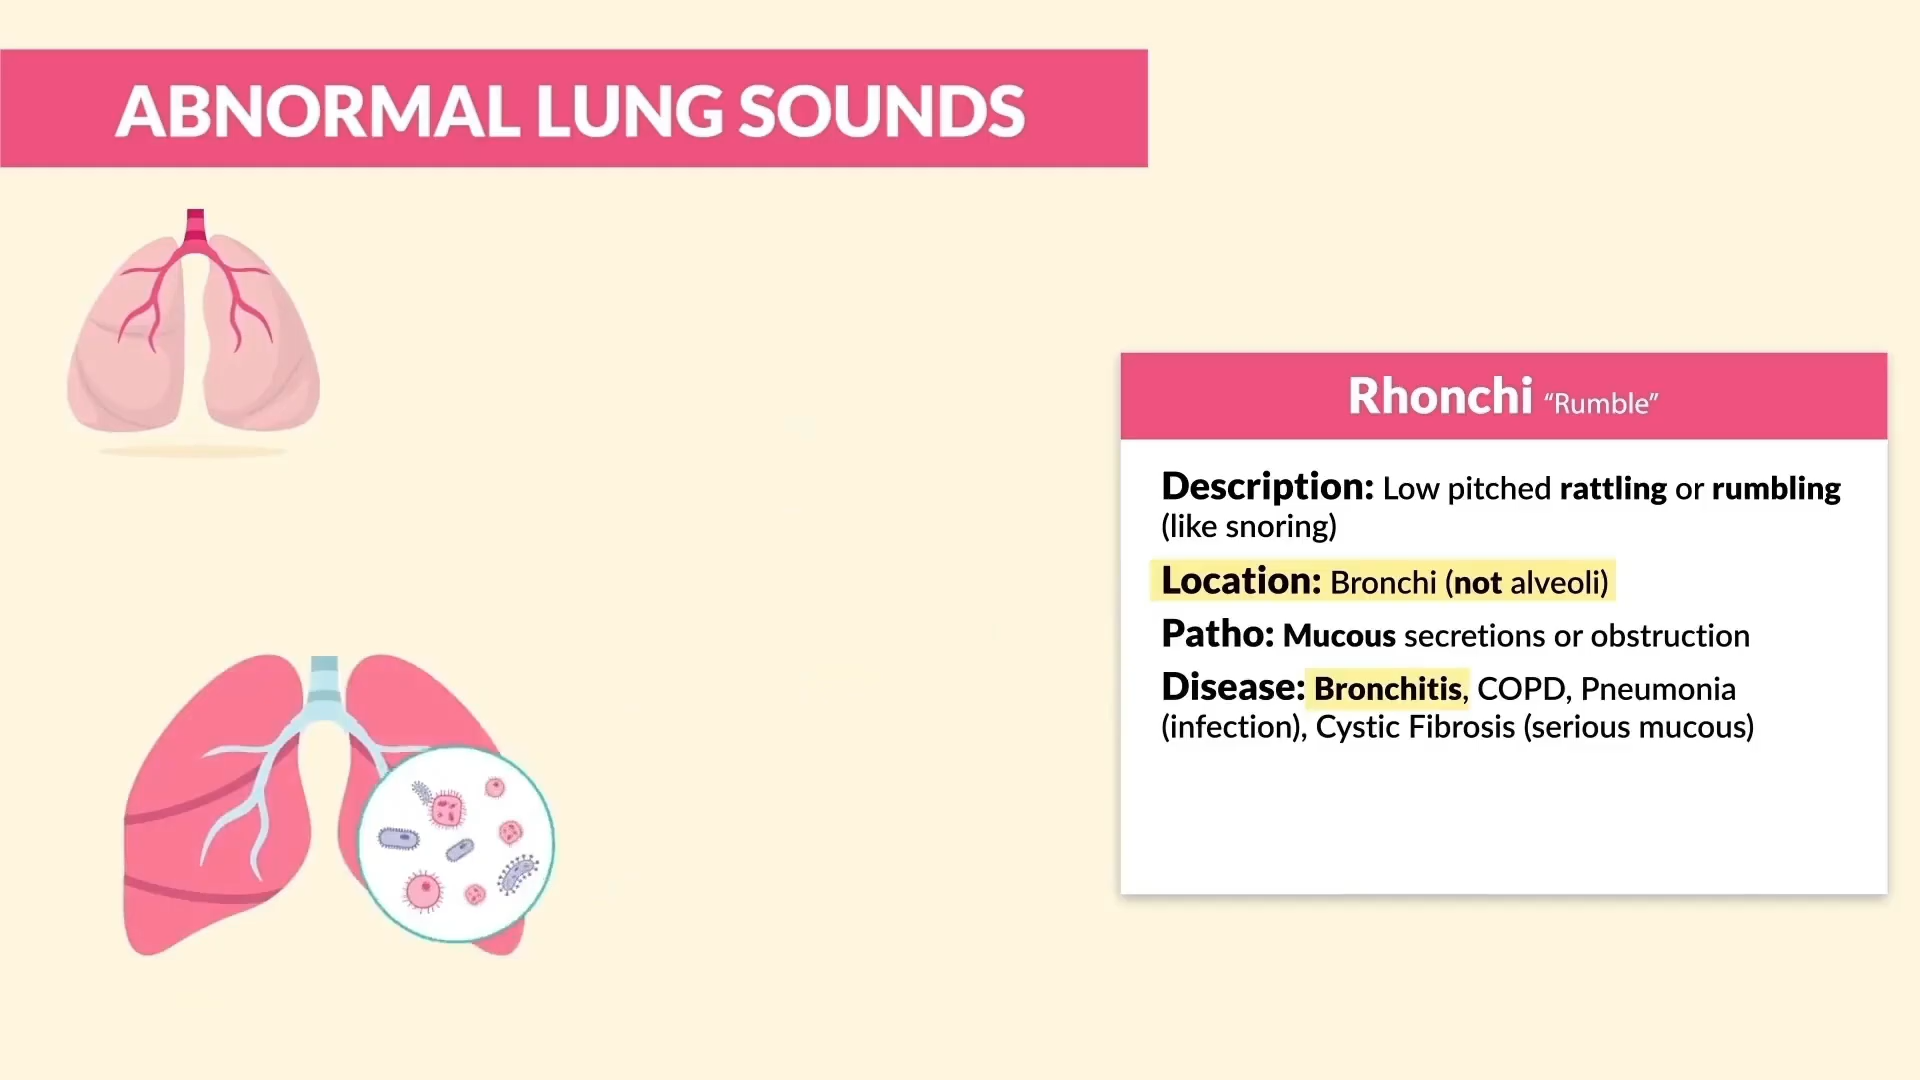 ABNORMAL LUNG SOUNDS
Rhonchi “Rumble”
Description: Low pitched rattling or rumbling
(like snoring)
Location: Bronchi (not alveoli)
Patho: Mucous secretions or obstruction
Disease: Bronchitis, COPD, Pneumonia
(infection), Cystic Fibrosis (serious mucous)